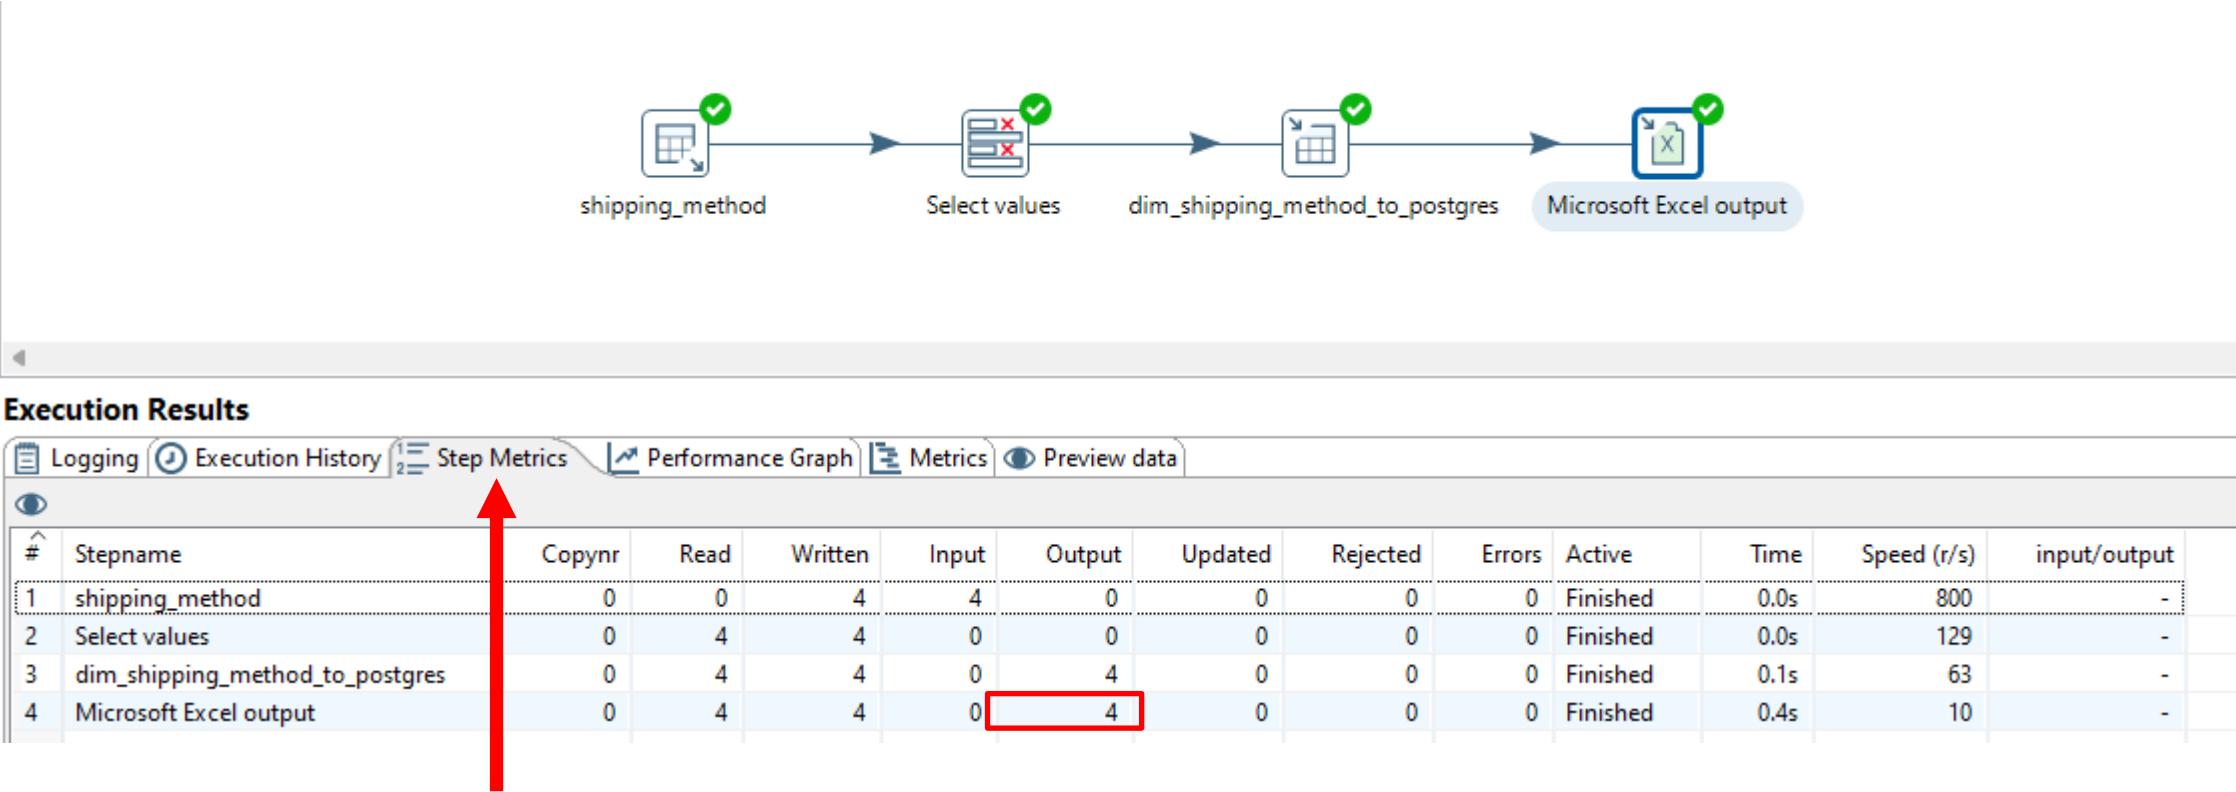 shipping_method Select values dim_shipping_method_to_postgres Microsoft Excel output
Execution Results
Logging Execution History Step Metrics Performance Graph Metrics Preview data
# Stepname Copynr Read Written Input Output Updated Rejected Errors Active Time Speed (r/s) input/output
1 shipping_method 0 0 4 4 0 0 0 0 Finished 0.0s 800 -
2 Select values 0 4 4 0 0 0 0 0 Finished 0.0s 129 -
3 dim_shipping_method_to_postgres 0 4 4 0 4 0 0 0 Finished 0.1s 63 -
4 Microsoft Excel output 0 4 4 0 4 0 0 0 Finished 0.4s 10 -